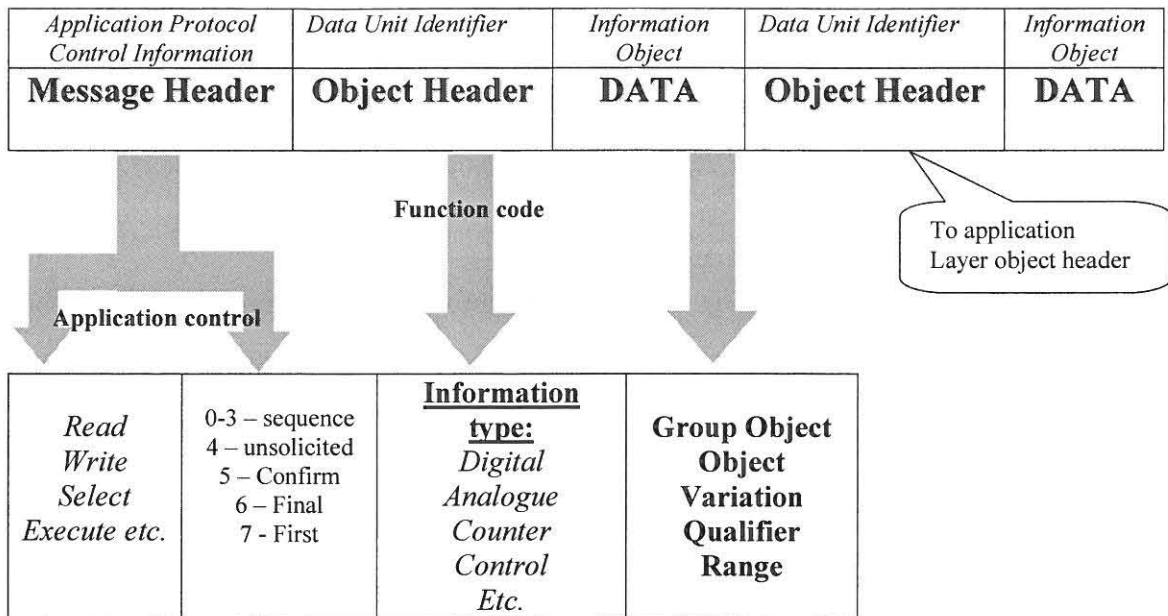 Application Protocol
Control Information
Data Unit Identifier
Information
Object
Data Unit Identifier
Information
Object
Message Header
Object Header
DATA
Object Header
DATA
Function code
To application
Layer object header
Application control
Read
Write
Select
Execute etc.
0-3 – sequence
4 – unsolicited
5 – Confirm
6 – Final
7 - First
Information
type:
Digital
Analogue
Counter
Control
Etc.
Group Object
Object
Variation
Qualifier
Range